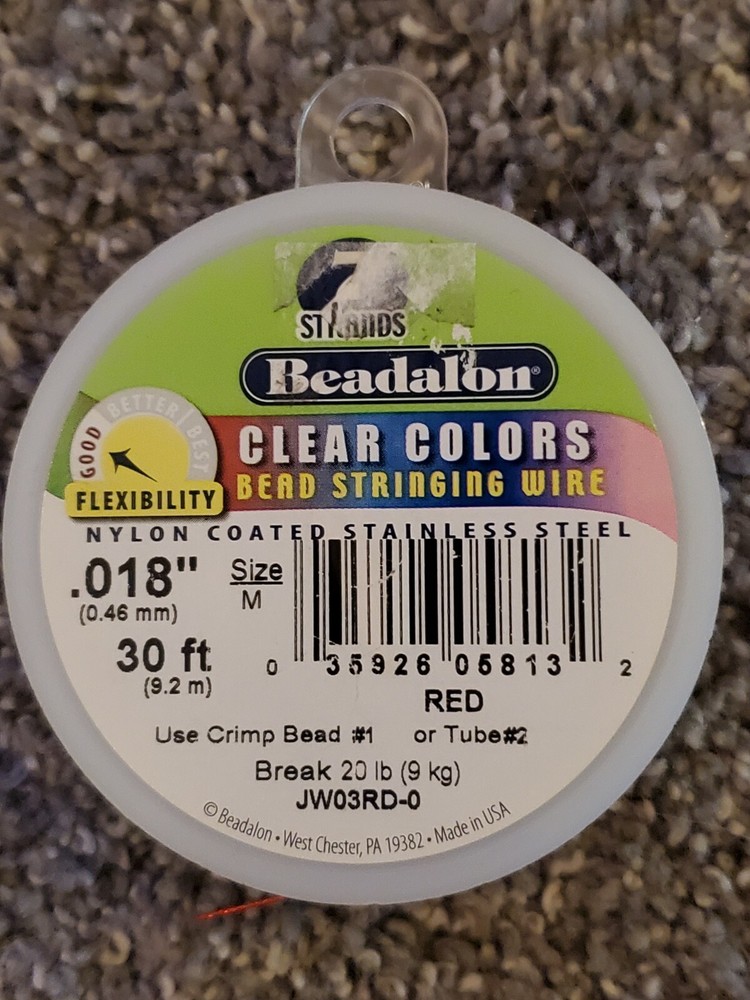 7
STRANDS
Beadalon®
GOOD BETTER BEST
FLEXIBILITY
CLEAR COLORS
BEAD STRINGING WIRE
NYLON COATED STAINLESS STEEL
.018"
(0.46 mm)
Size
M
30 ft
(9.2 m)
0 35926 05813 2
RED
Use Crimp Bead #1 or Tube#2
Break 20 lb (9 kg)
JW03RD-0
© Beadalon • West Chester, PA 19382 • Made in USA